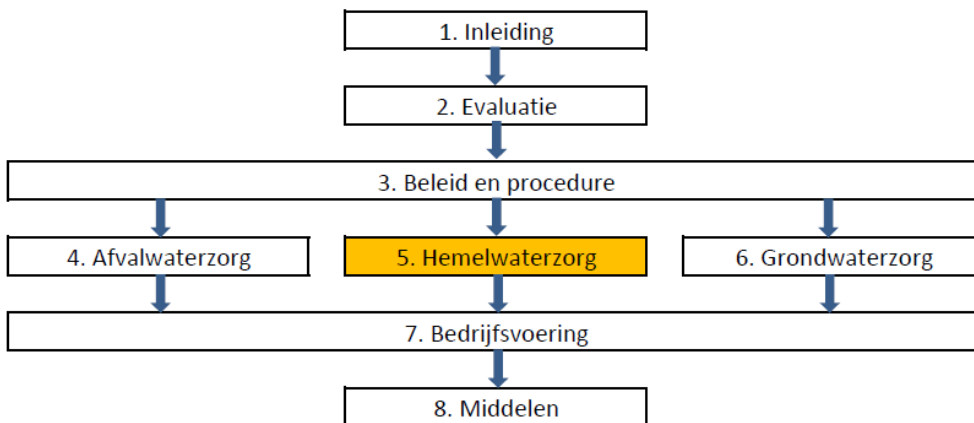 1. Inleiding
2. Evaluatie
3. Beleid en procedure
4. Afvalwaterzorg
5. Hemelwaterzorg
6. Grondwaterzorg
7. Bedrijfsvoering
8. Middelen